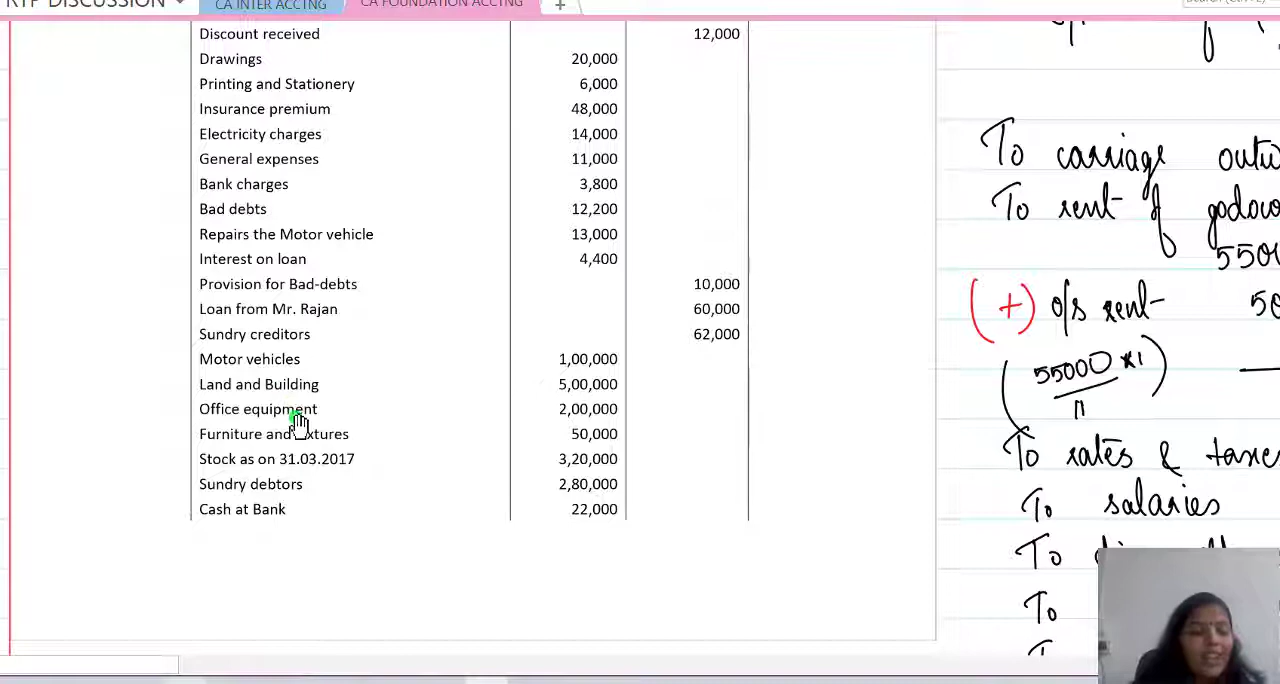 RTP DISCUSSION
CA INTER ACCTNG
CA FOUNDATION ACCTNG
Discount received 12,000
Drawings 20,000
Printing and Stationery 6,000
Insurance premium 48,000
Electricity charges 14,000
General expenses 11,000
Bank charges 3,800
Bad debts 12,200
Repairs the Motor vehicle 13,000
Interest on loan 4,400
Provision for Bad-debts 10,000
Loan from Mr. Rajan 60,000
Sundry creditors 62,000
Motor vehicles 1,00,000
Land and Building 5,00,000
Office equipment 2,00,000
Furniture and fixtures 50,000
Stock as on 31.03.2017 3,20,000
Sundry debtors 2,80,000
Cash at Bank 22,000
To carriage outw
To rent of godow
5500
(+) o/s rent- 50
(55000 × 1)
11
To rates & taxes
To salaries
To
To